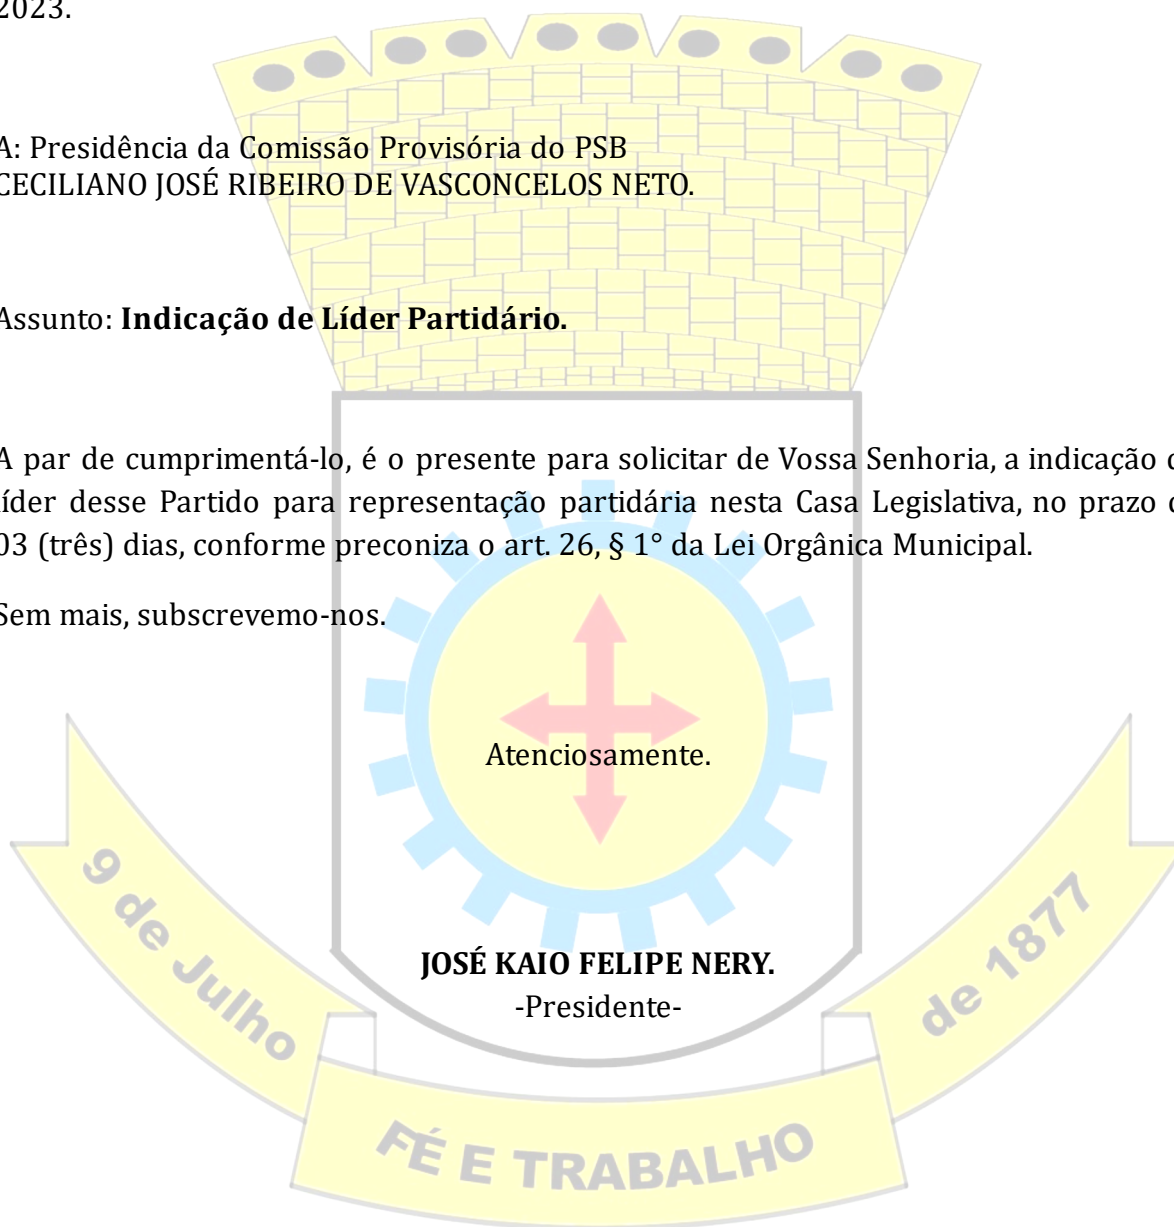 2023.
A: Presidência da Comissão Provisória do PSB
CECILIANO JOSÉ RIBEIRO DE VASCONCELOS NETO.
Assunto: Indicação de Líder Partidário.
A par de cumprimentá-lo, é o presente para solicitar de Vossa Senhoria, a indicação
líder desse Partido para representação partidária nesta Casa Legislativa, no prazo
03 (três) dias, conforme preconiza o art. 26, § 1° da Lei Orgânica Municipal.
Sem mais, subscrevemo-nos.
Atenciosamente.
JOSÉ KAIO FELIPE NERY.
-Presidente-
9 de Julho
de 1877
FÉ E TRABALHO